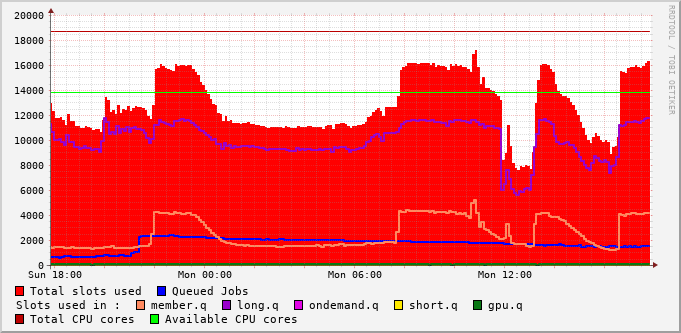 20000
18000
16000
14000
12000
10000
8000
6000
4000
2000
0
Sun 18:00 Mon 00:00 Mon 06:00 Mon 12:00
RRDTOOL / TOBI OETIKER
Total slots used Queued Jobs
Slots used in : member.q long.q ondemand.q short.q gpu.q
Total CPU cores Available CPU cores